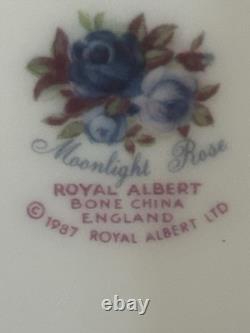 Moonlight Rose
ROYAL ALBERT
BONE CHINA
ENGLAND
© 1987 ROYAL ALBERT LTD